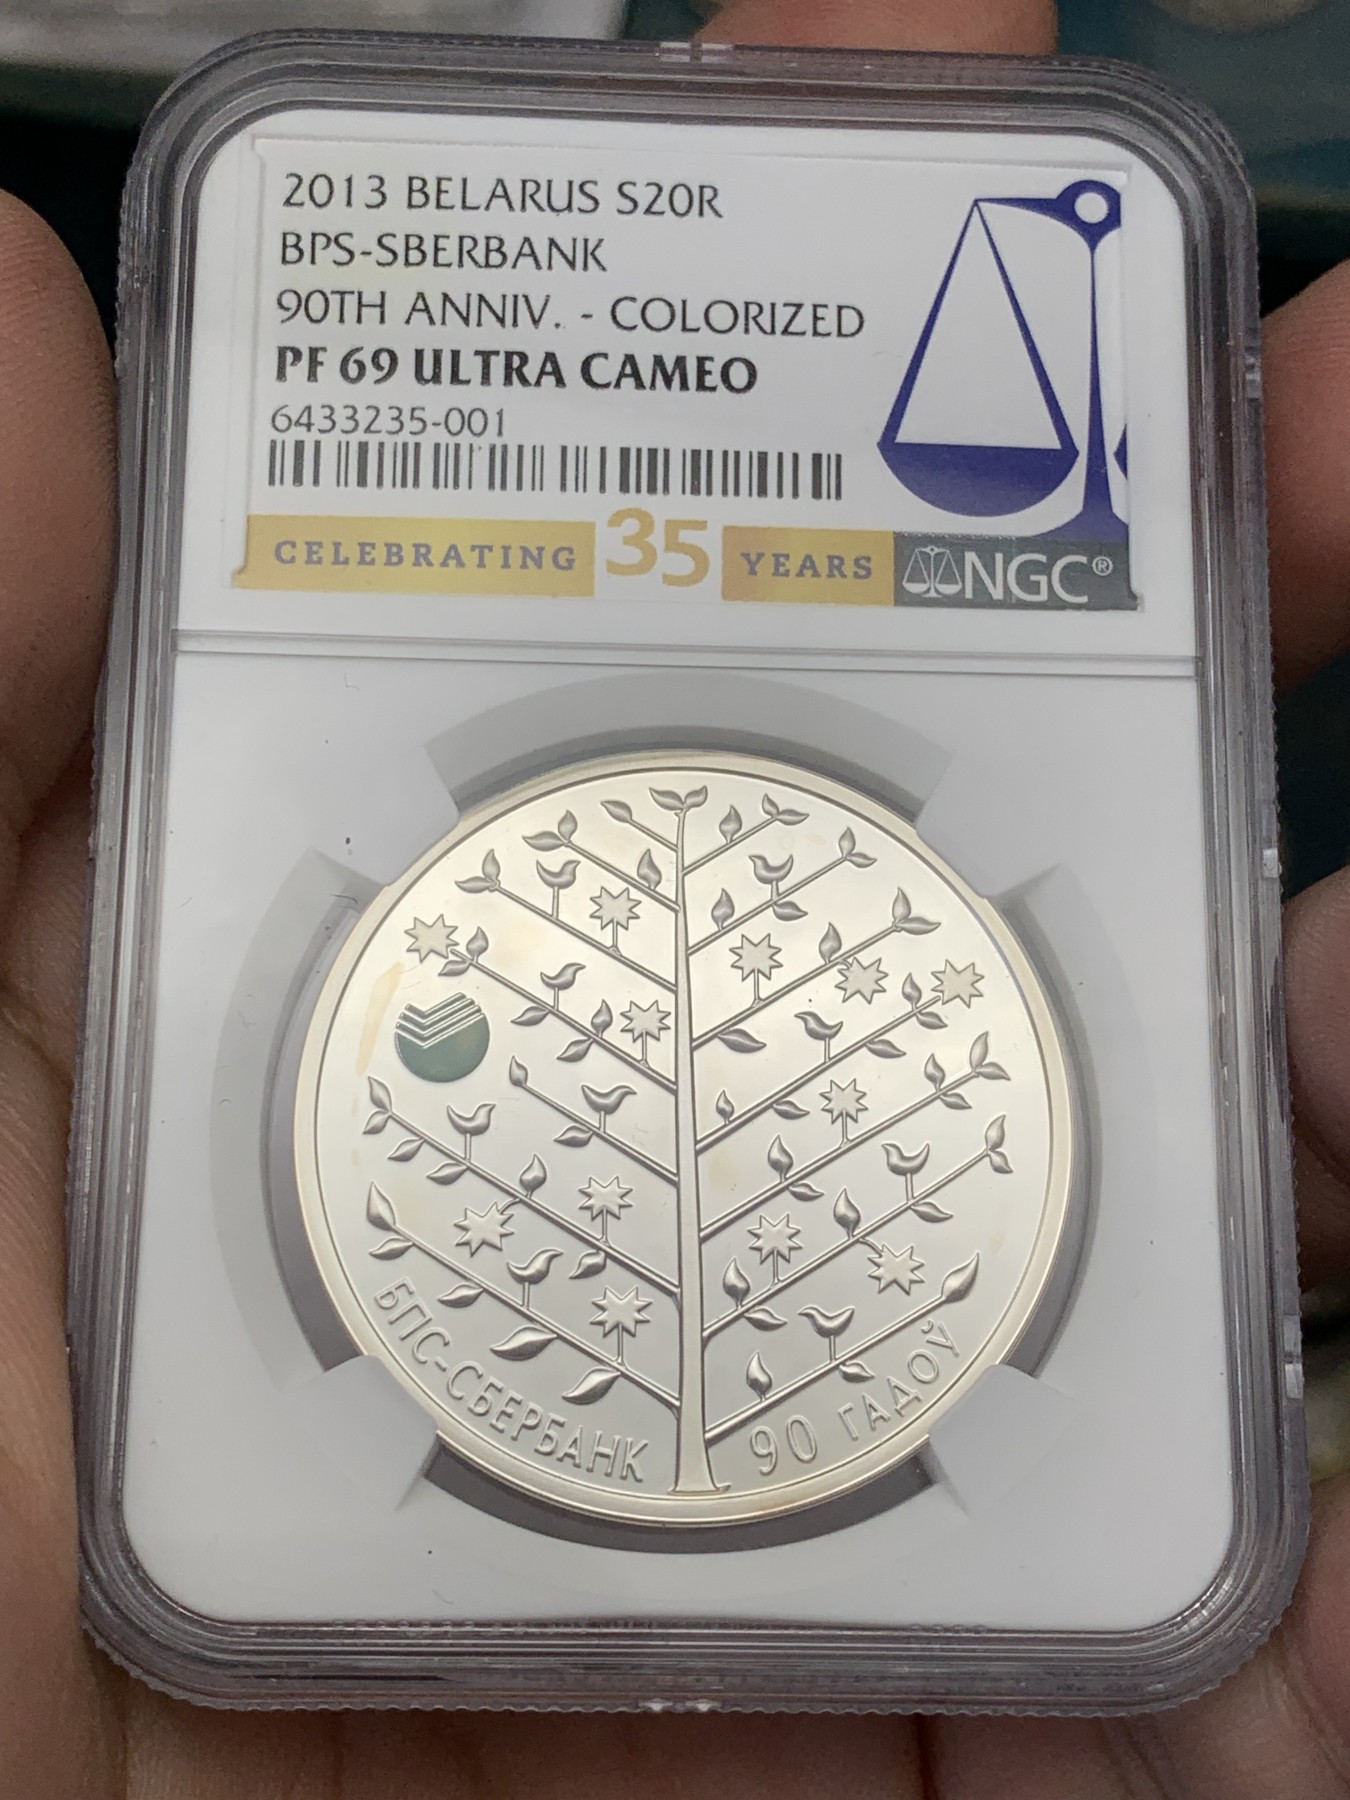 2013 BELARUS S20R
BPS-SBERBANK
90TH ANNIV. - COLORIZED
PF 69 ULTRA CAMEO
6433235-001
CELEBRATING 35 YEARS NGC®
БПС-СБЕРБАНК 90 ГАДОЎ